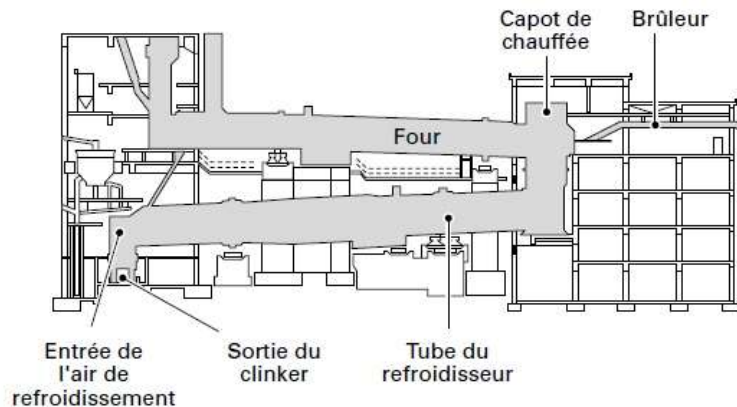 Capot de
chauffée
Brûleur
Four
Entrée de
l'air de
refroidissement
Sortie du
clinker
Tube du
refroidisseur